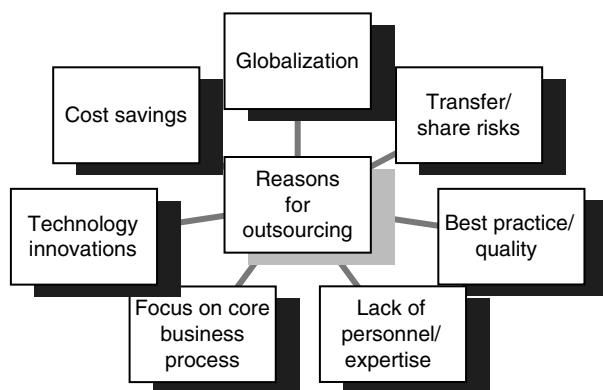 Globalization
Cost savings
Transfer/
share risks
Reasons
for
outsourcing
Technology
innovations
Best practice/
quality
Focus on core
business
process
Lack of
personnel/
expertise